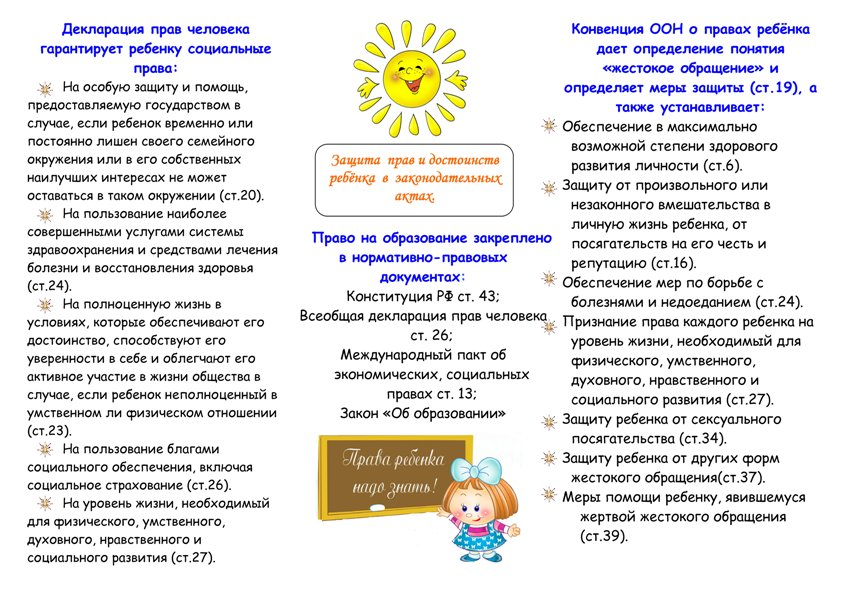 Декларация прав человека
гарантирует ребенку социальные
права:
На особую защиту и помощь,
предоставляемую государством в
случае, если ребенок временно или
постоянно лишен своего семейного
окружения или в его собственных
наилучших интересах не может
оставаться в таком окружении (ст.20).
На пользование наиболее
совершенными услугами системы
здравоохранения и средствами лечения
болезни и восстановления здоровья
(ст.24).
На полноценную жизнь в
условиях, которые обеспечивают его
достоинство, способствуют его
уверенности в себе и облегчают его
активное участие в жизни общества в
случае, если ребенок неполноценный в
умственном ли физическом отношении
(ст.23).
На пользование благами
социального обеспечения, включая
социальное страхование (ст.26).
На уровень жизни, необходимый
для физического, умственного,
духовного, нравственного и
социального развития (ст.27).
Защита прав и достоинств
ребёнка в законодательных
актах.
Право на образование закреплено
в нормативно-правовых
документах:
Конституция РФ ст. 43;
Всеобщая декларация прав человека
ст. 26;
Международный пакт об
экономических, социальных
правах ст. 13;
Закон «Об образовании»
Права ребенка
надо знать!
Конвенция ООН о правах ребёнка
дает определение понятия
«жестокое обращение» и
определяет меры защиты (ст.19), а
также устанавливает:
Обеспечение в максимально
возможной степени здорового
развития личности (ст.6).
Защиту от произвольного или
незаконного вмешательства в
личную жизнь ребенка, от
посягательств на его честь и
репутацию (ст.16).
Обеспечение мер по борьбе с
болезнями и недоеданием (ст.24).
Признание права каждого ребенка на
уровень жизни, необходимый для
физического, умственного,
духовного, нравственного и
социального развития (ст.27).
Защиту ребенка от сексуального
посягательства (ст.34).
Защиту ребенка от других форм
жестокого обращения(ст.37).
Меры помощи ребенку, явившемуся
жертвой жестокого обращения
(ст.39).